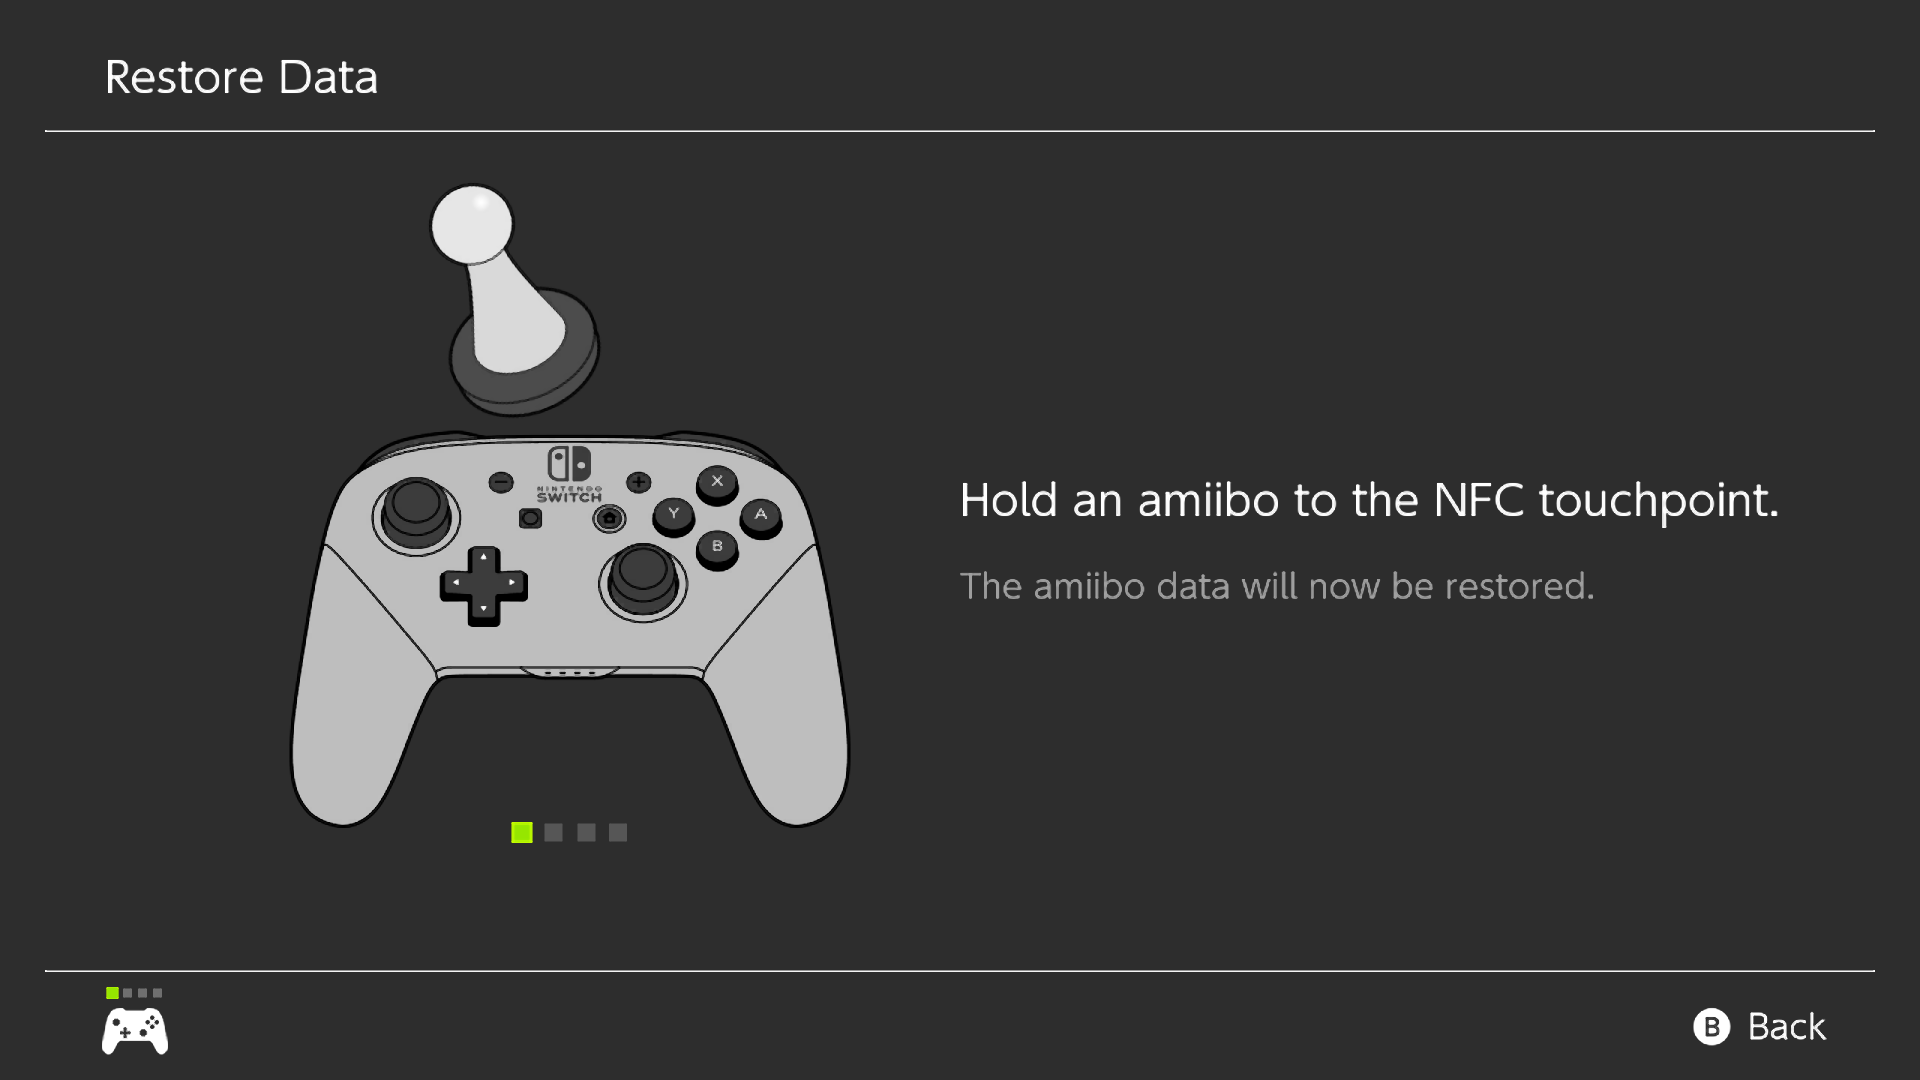 Restore Data
NINTENDO
SWITCH
X
Y
A
B
Hold an amiibo to the NFC touchpoint.
The amiibo data will now be restored.
B Back